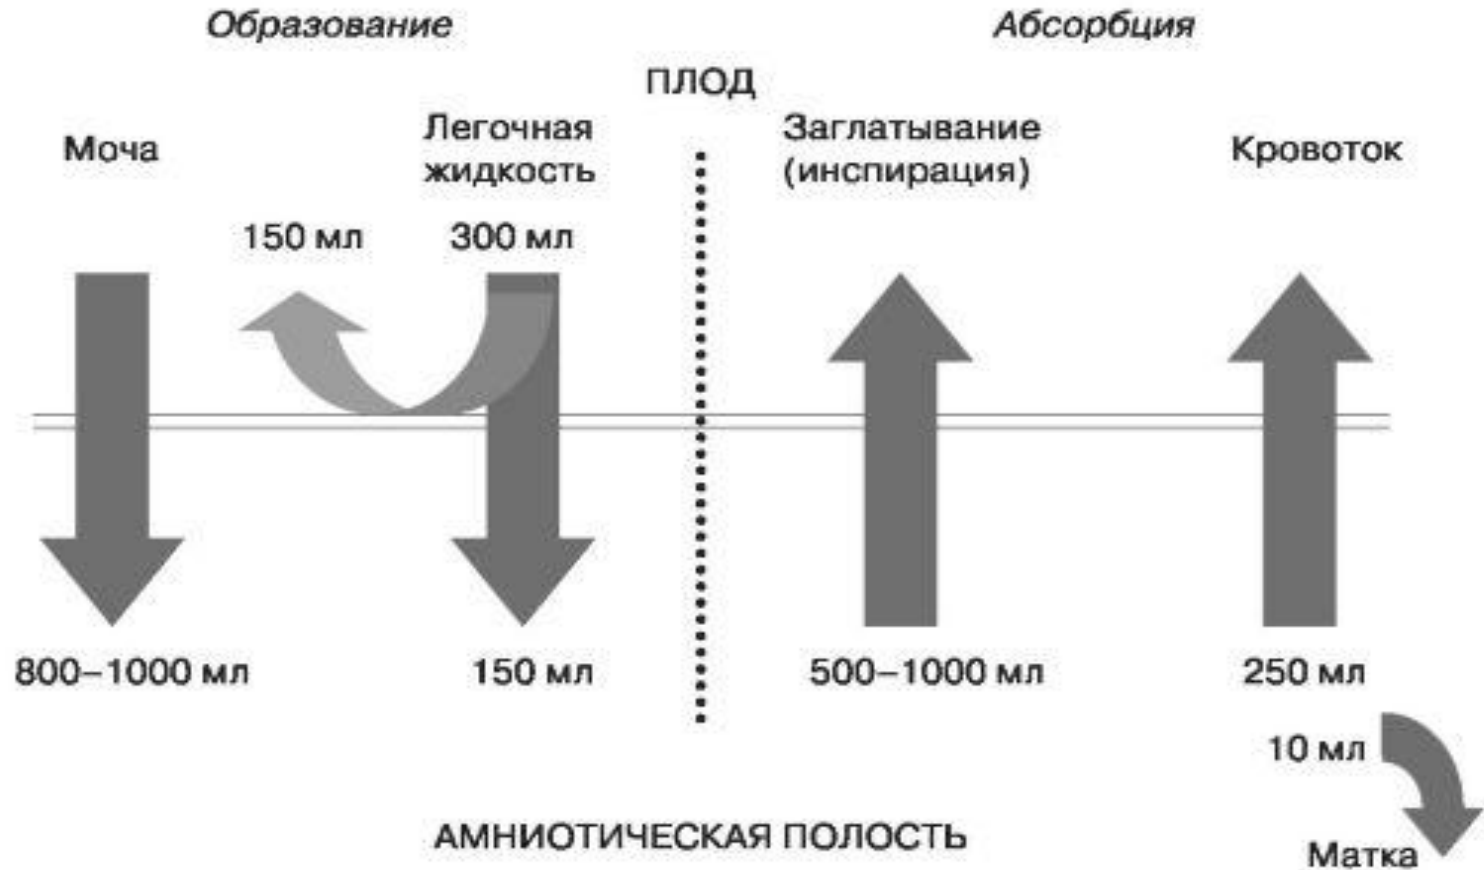 Образование
Абсорбция
ПЛОД
Моча
Легочная
жидкость
Заглатывание
(инспирация)
Кровоток
150 мл
300 мл
800–1000 мл
150 мл
500–1000 мл
250 мл
10 мл
АМНИОТИЧЕСКАЯ ПОЛОСТЬ
Матка